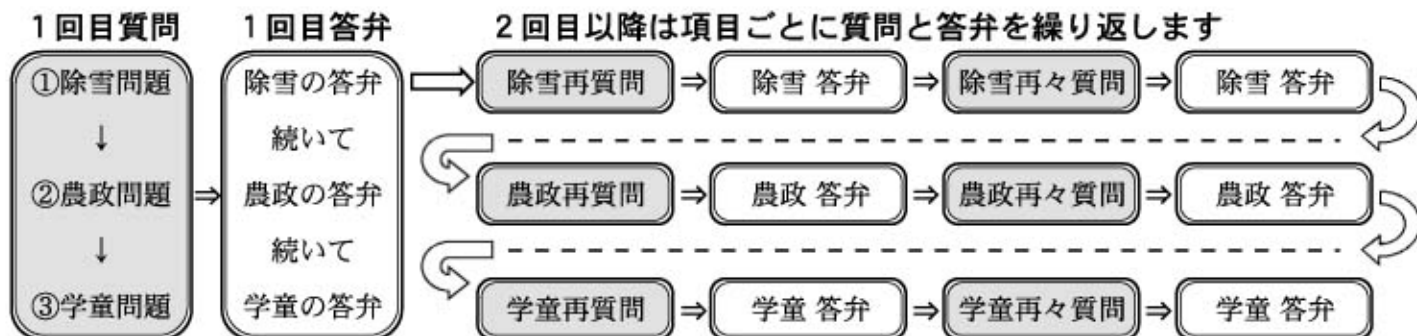 1回目質問
1回目答弁
2回目以降は項目ごとに質問と答弁を繰り返します
①除雪問題
↓
②農政問題
↓
③学童問題
⇒
除雪の答弁
続いて
農政の答弁
続いて
学童の答弁
除雪再質問 ⇒ 除雪 答弁 ⇒ 除雪再々質問 ⇒ 除雪 答弁
農政再質問 ⇒ 農政 答弁 ⇒ 農政再々質問 ⇒ 農政 答弁
学童再質問 ⇒ 学童 答弁 ⇒ 学童再々質問 ⇒ 学童 答弁